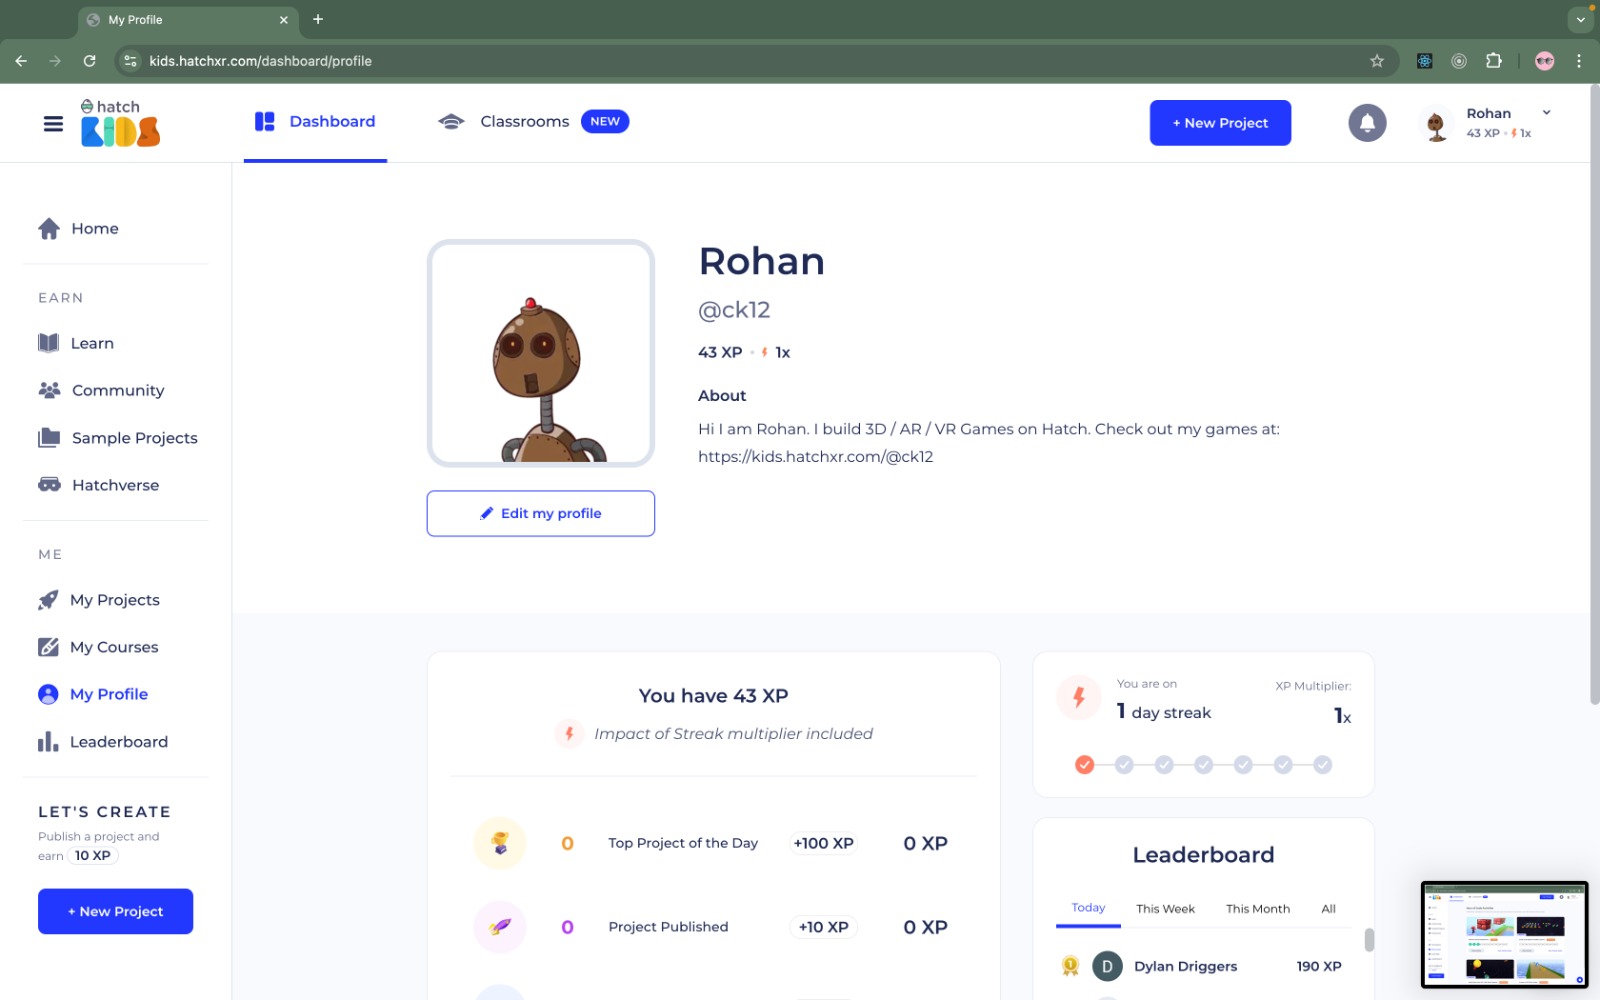 My Profile
kids.hatchxr.com/dashboard/profile
hatch
KIDS
Dashboard
Classrooms
NEW
+ New Project
Rohan
43 XP • 1x
Home
EARN
Learn
Community
Sample Projects
Hatchverse
ME
My Projects
My Courses
My Profile
Leaderboard
LET'S CREATE
Publish a project and
earn 10 XP
+ New Project
Rohan
@ck12
43 XP • 1x
About
Hi I am Rohan. I build 3D / AR / VR Games on Hatch. Check out my games at:
https://kids.hatchxr.com/@ck12
Edit my profile
You have 43 XP
Impact of Streak multiplier included
0 Top Project of the Day +100 XP 0 XP
0 Project Published +10 XP 0 XP
You are on
1 day streak
XP Multiplier:
1x
Leaderboard
Today This Week This Month All
1 D Dylan Driggers 190 XP